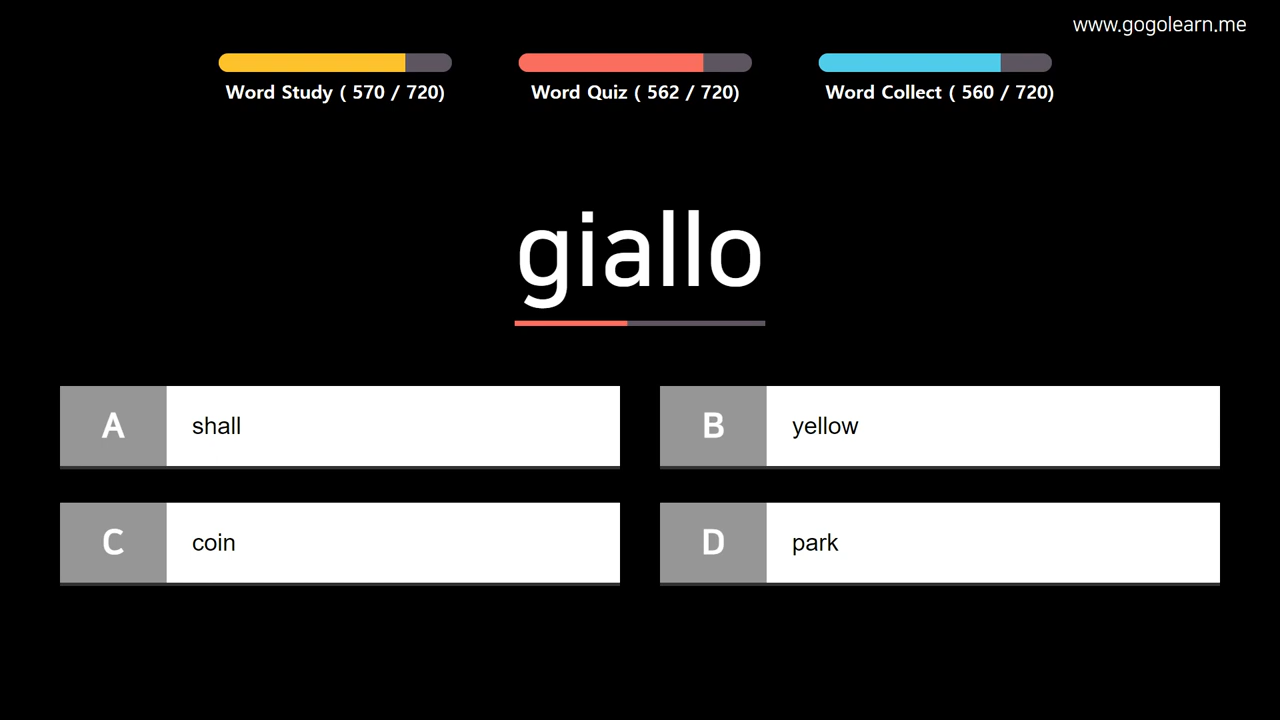 www.gogolearn.me
Word Study ( 570 / 720)
Word Quiz ( 562 / 720)
Word Collect ( 560 / 720)
giallo
A shall
B yellow
C coin
D park